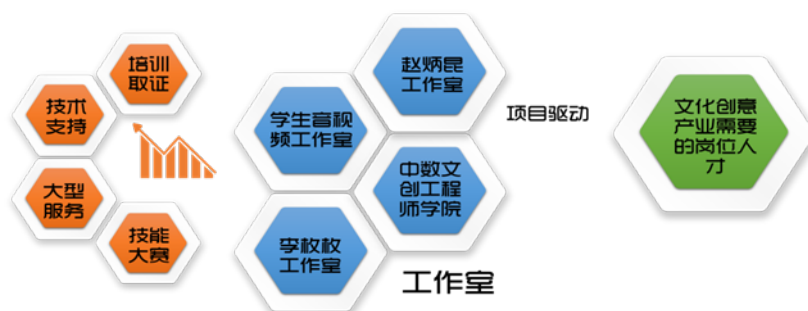 培训
取证
技术
支持
大型
服务
技能
大赛
赵炳昆
工作室
学生音视
频工作室
中数文
创工程
师学院
李枚枚
工作室
工作室
项目驱动
文化创意
产业需要
的岗位人
才